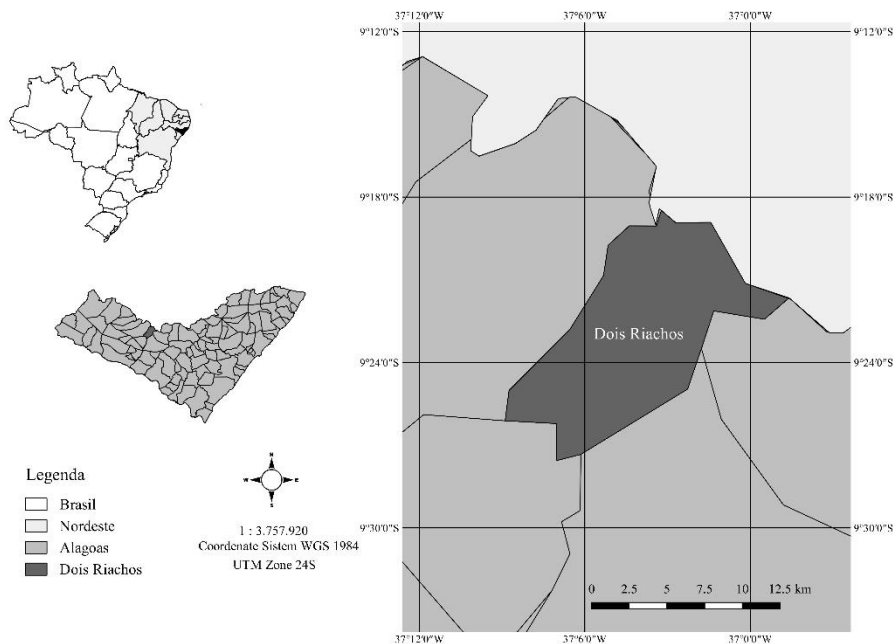 37°12'0"W 37°6'0"W 37°0'0"W
9°12'0"S 9°12'0"S
9°18'0"S 9°18'0"S
Dois Riachos
9°24'0"S 9°24'0"S
9°30'0"S 9°30'0"S
0 2.5 5 7.5 10 12.5 km
37°12'0"W 37°6'0"W 37°0'0"W
Legenda
Brasil
Nordeste
Alagoas
Dois Riachos
N
W E
S
1 : 3.757.920
Coordenate Sistem WGS 1984
UTM Zone 24S